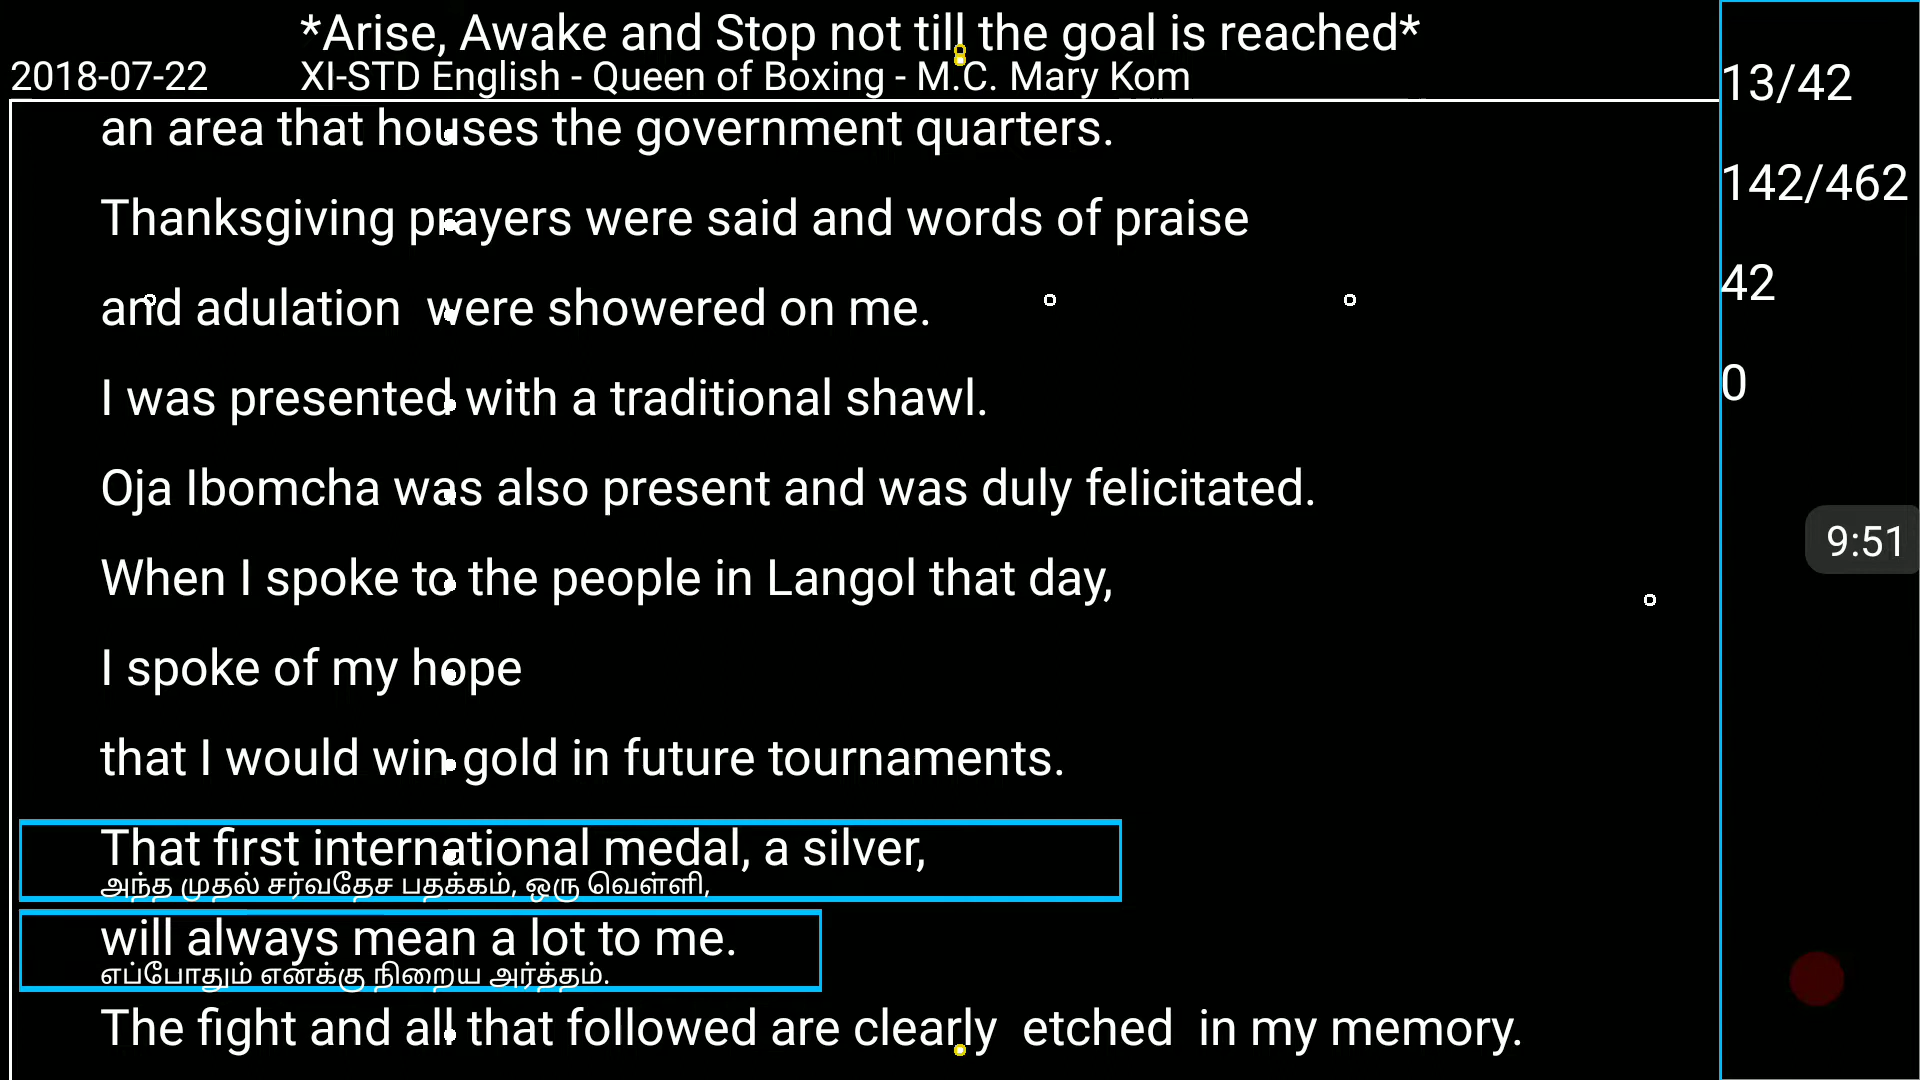 *Arise, Awake and Stop not till the goal is reached*
2018-07-22 XI-STD English - Queen of Boxing - M.C. Mary Kom
13/42
an area that houses the government quarters.
142/462
Thanksgiving prayers were said and words of praise
42
and adulation were showered on me.
0
I was presented with a traditional shawl.
Oja Ibomcha was also present and was duly felicitated.
9:51
When I spoke to the people in Langol that day,
I spoke of my hope
that I would win gold in future tournaments.
That first international medal, a silver,
அந்த முதல் சர்வதேச பதக்கம், ஒரு வெள்ளி,
will always mean a lot to me.
எப்போதும் எனக்கு நிறைய அர்த்தம்.
The fight and all that followed are clearly etched in my memory.